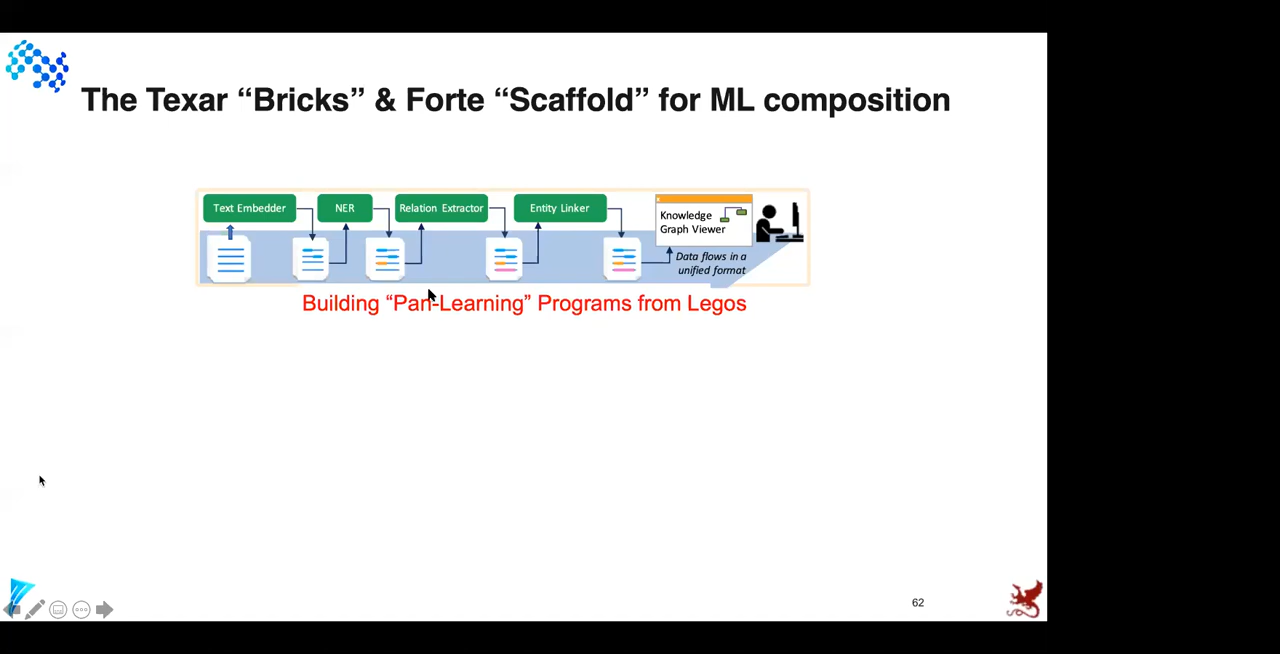 The Texar “Bricks” & Forte “Scaffold” for ML composition
Text Embedder
NER
Relation Extractor
Entity Linker
Knowledge
Graph Viewer
Data flows in a
unified format
Building “Pan-Learning” Programs from Legos
62